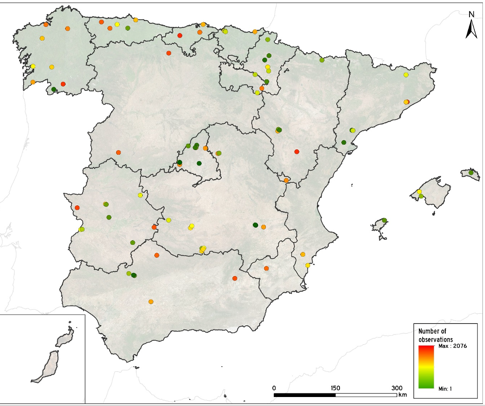 N
Number of
observations
Max : 2076
Min: 1
0 150 300
km